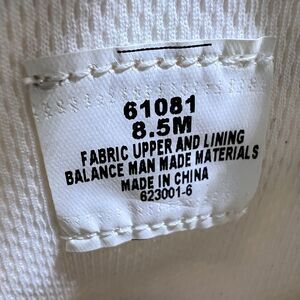 61081
8.5M
FABRIC UPPER AND LINING
BALANCE MAN MADE MATERIALS
MADE IN CHINA
623001-6